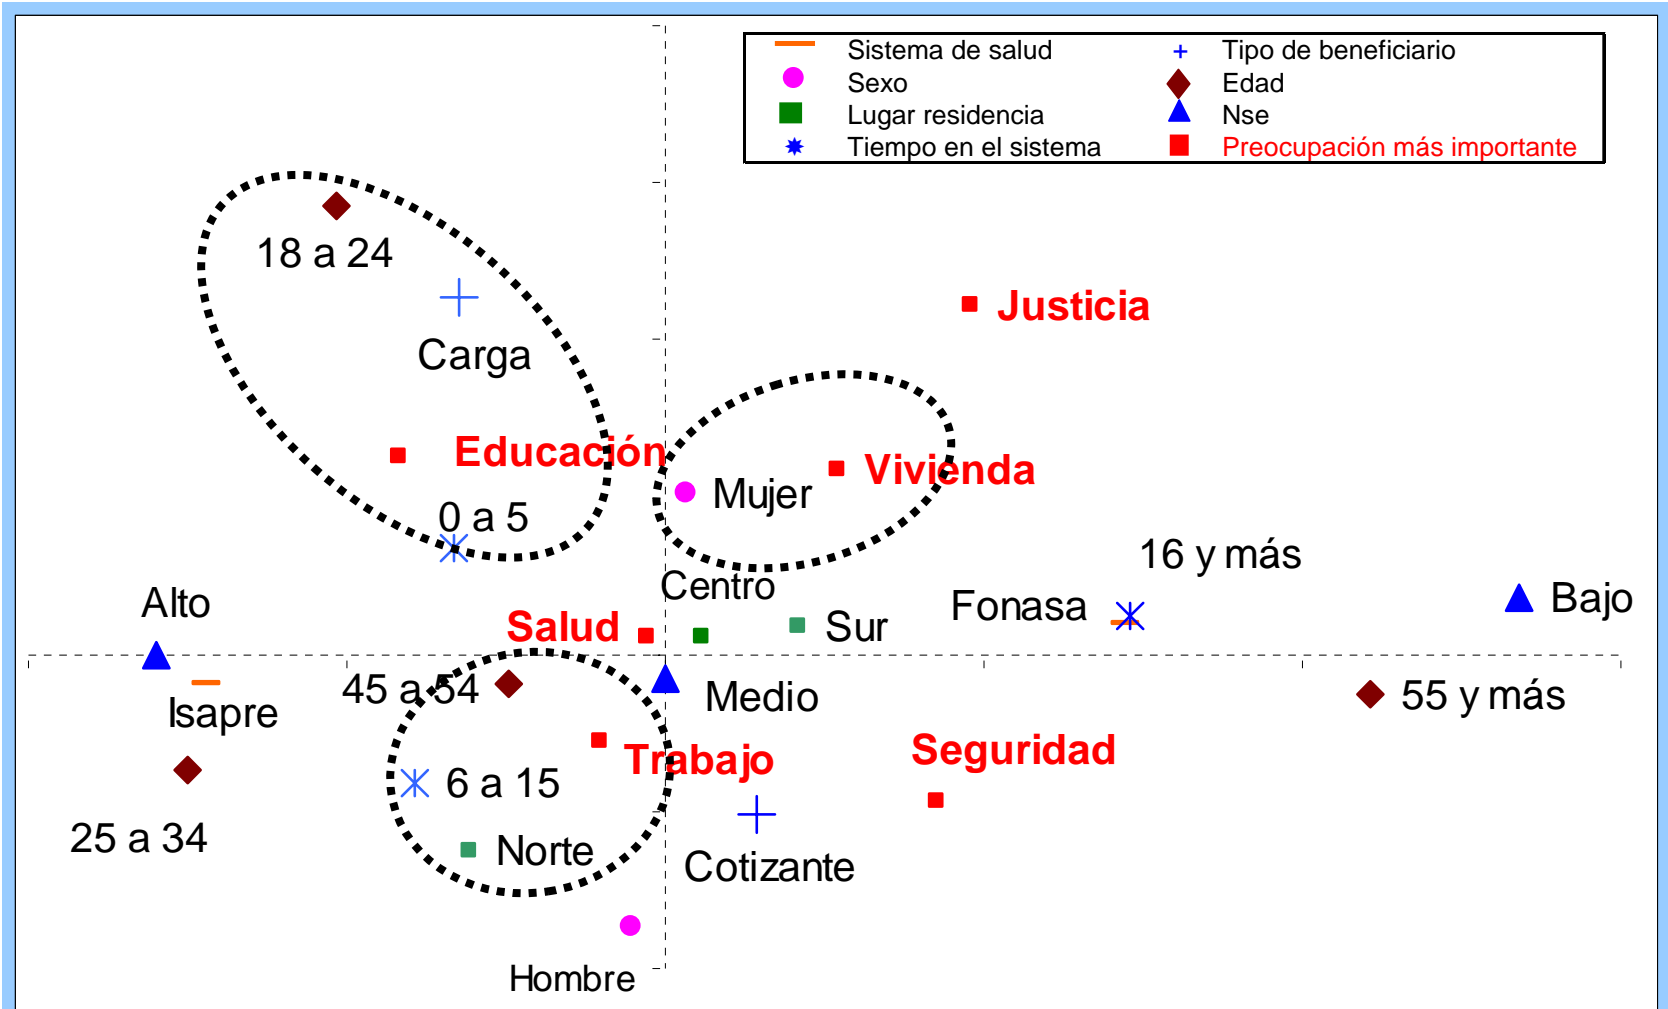 Sistema de salud
Tipo de beneficiario
Sexo
Edad
Lugar residencia
Nse
Tiempo en el sistema
Preocupación más importante
18 a 24
Justicia
Carga
Educación
Vivienda
Mujer
0 a 5
16 y más
Centro
Alto
Fonasa
Bajo
Salud
Sur
45 a 54
Medio
55 y más
Isapre
Seguridad
Trabajo
6 a 15
25 a 34
Norte
Cotizante
Hombre